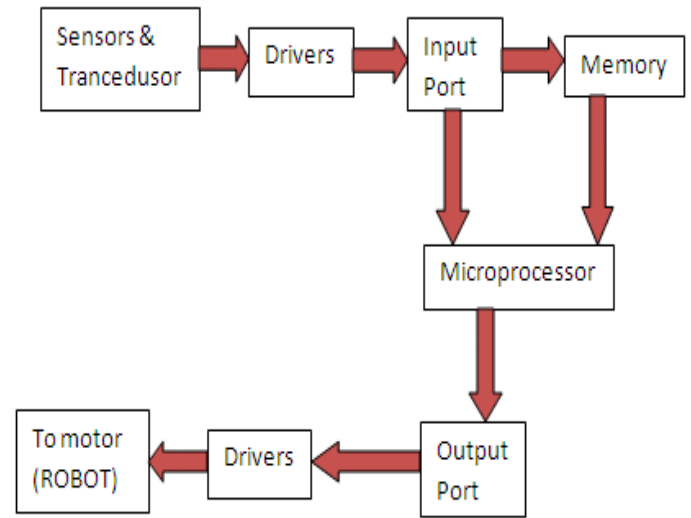 Sensors &
Trancedusor
Drivers
Input
Port
Memory
Microprocessor
Output
Port
Drivers
To motor
(ROBOT)